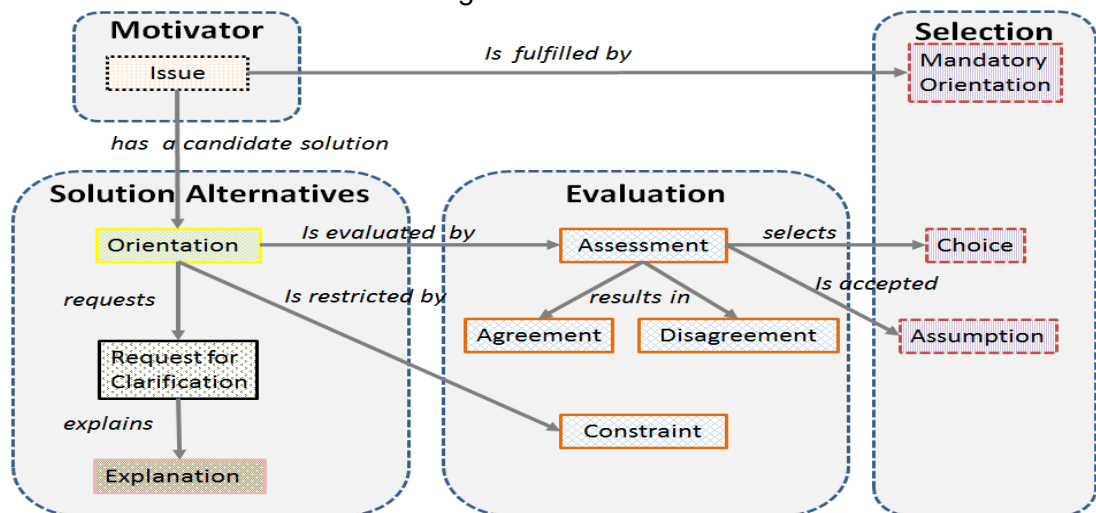 Motivator
Selection
Is fulfilled by
Issue
Mandatory
Orientation
has a candidate solution
Solution Alternatives
Evaluation
Orientation
Is evaluated by
Assessment
selects
Choice
requests
Is restricted by
results in
Is accepted
Agreement
Disagreement
Assumption
Request for
Clarification
explains
Constraint
Explanation